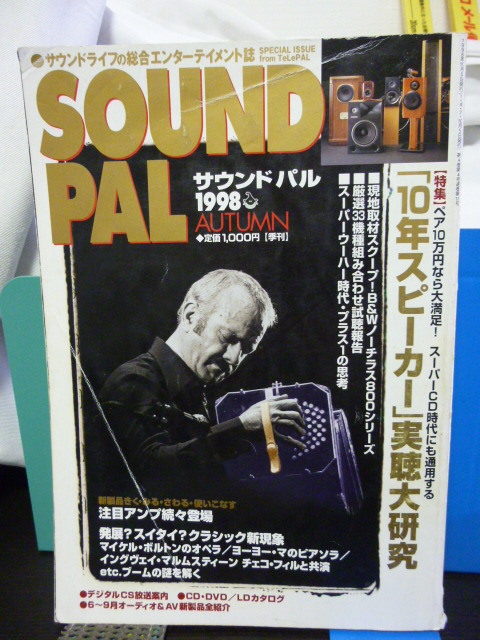 サウンドライフの総合エンターテイメント誌
SPECIAL ISSUE
from TeLePAL
SOUND
PAL
サウンドパル
1998
AUTUMN
◆定価1,000円【季刊】
【特集】ペア10万円なら大満足! スーパーCD時代にも通用する
「10年スピーカー」実聴大研究
■現地取材スクープ!B&Wノーチラス800シリーズ
■厳選33機種組み合わせ試聴報告
■スーパーウーハー時代・プラス一の思考
新製品きく・みる・さわる・使いこなす
注目アンプ続々登場
発展?スイタイ?クラシック新現象
マイケル・ボルトンのオペラ/ヨーヨー・マのピアソラ/
イングヴェイ・マルムスティーン チェコ・フィルと共演
etc.ブームの謎を解く
●デジタルCS放送案内 ●CD・DVD/LDカタログ
●6〜9月オーディオ&AV新製品全紹介